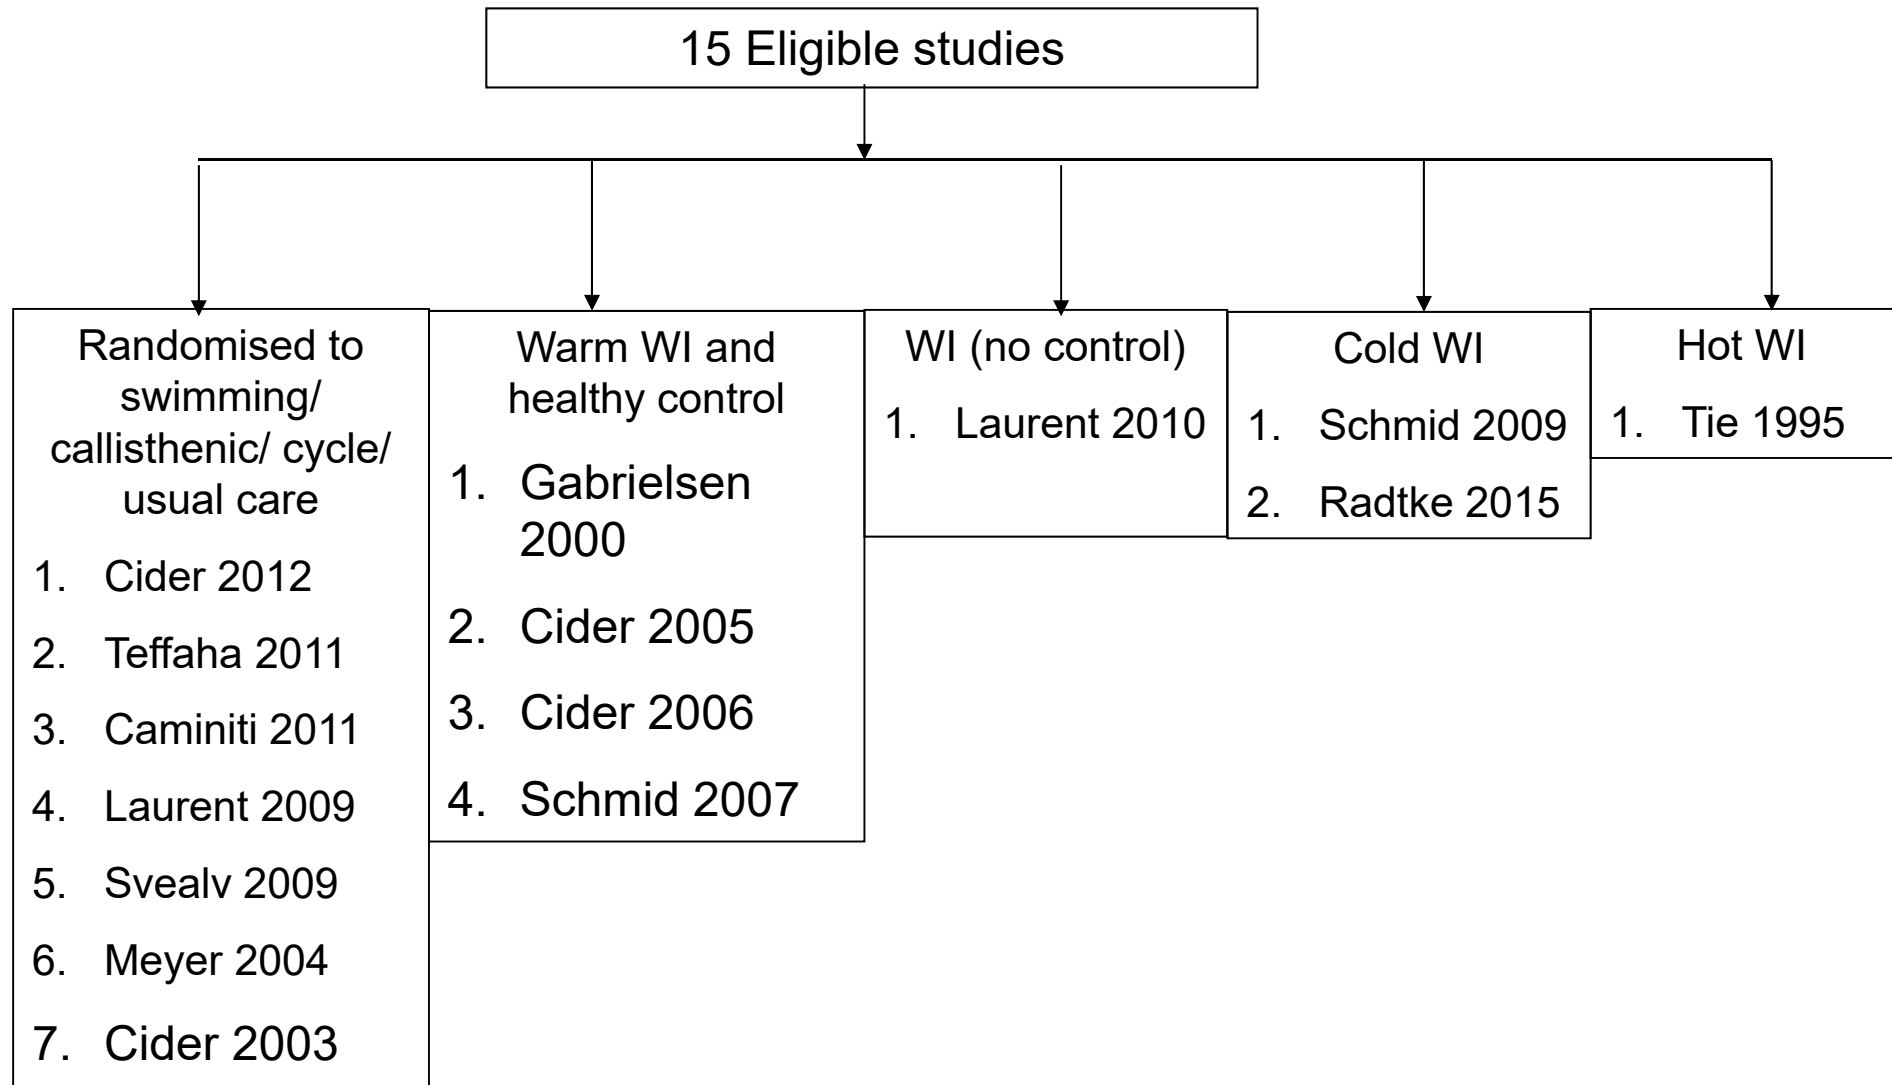 15 Eligible studies
Randomised to
swimming/
callisthenic/ cycle/
usual care
1. Cider 2012
2. Teffaha 2011
3. Caminiti 2011
4. Laurent 2009
5. Svealv 2009
6. Meyer 2004
7. Cider 2003
Warm WI and
healthy control
1. Gabrielsen
2000
2. Cider 2005
3. Cider 2006
4. Schmid 2007
WI (no control)
1. Laurent 2010
Cold WI
1. Schmid 2009
2. Radtke 2015
Hot WI
1. Tie 1995